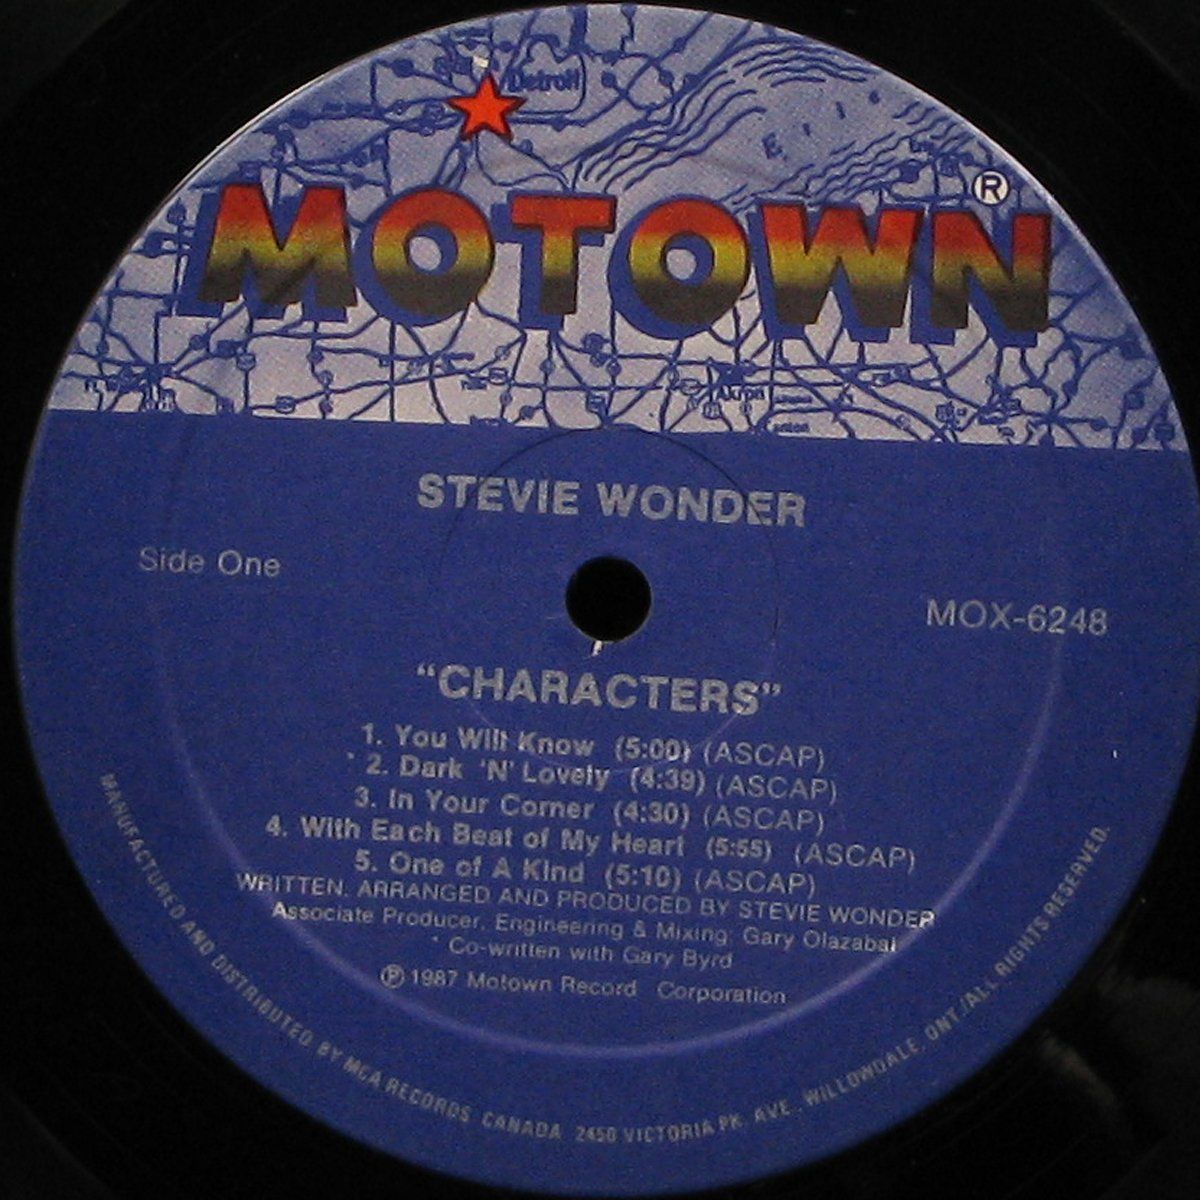 Detroit
Erie
MOTOWN®
Akron
STEVIE WONDER
Side One
MOX-6248
“CHARACTERS”
1. You Will Know (5:00) (ASCAP)
* 2. Dark ‘N’ Lovely (4:39) (ASCAP)
3. In Your Corner (4:30) (ASCAP)
4. With Each Beat of My Heart (5:55) (ASCAP)
5. One of A Kind (5:10) (ASCAP)
WRITTEN, ARRANGED AND PRODUCED BY STEVIE WONDER
Associate Producer, Engineering & Mixing: Gary Olazabal
* Co-written with Gary Byrd
℗ 1987 Motown Record Corporation
MANUFACTURED AND DISTRIBUTED BY MCA RECORDS CANADA 2450 VICTORIA PK. AVE., WILLOWDALE, ONT./ALL RIGHTS RESERVED.